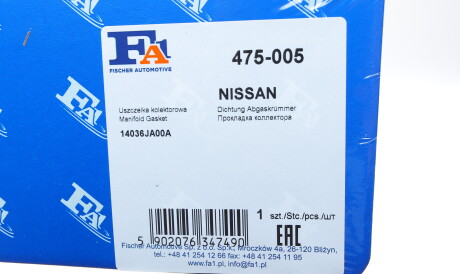 FA1
FISCHER AUTOMOTIVE
475-005
NISSAN
Uszczelka kolektorowa
Manifold Gasket
14036JA00A
Dichtung Abgaskrümmer
Прокладка коллектора
1 szt./Stc./pcs./шт
5 902076 347490
EAC
Fischer Automotive Sp. z o.o. Sp.k., Mroczków 4a, 26-120 Bliżyn,
tel.: +48 41 254 12 66 fax: +48 41 254 11 95
www.fa1.pl, info@fa1.pl